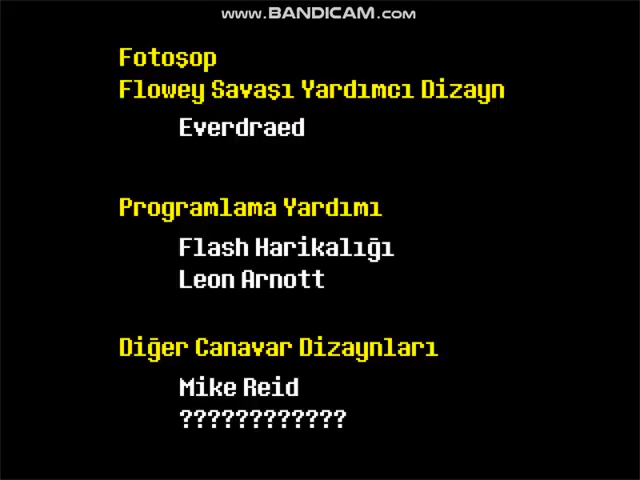 www.BANDICAM.com
Fotoşop
Flowey Savaşı Yardımcı Dizayn
Everdraed
Programlama Yardımı
Flash Harikalığı
Leon Arnott
Diğer Canavar Dizaynları
Mike Reid
????????????